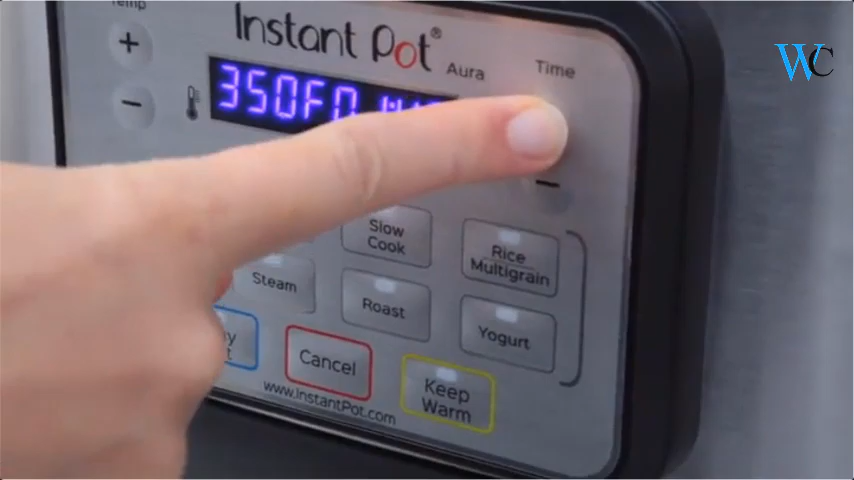 Temp
Instant Pot®
Aura
Time
+
350F0
−
−
Slow
Cook
Rice
Multigrain
Steam
Roast
Yogurt
Cancel
Keep
Warm
www.InstantPot.com
WC